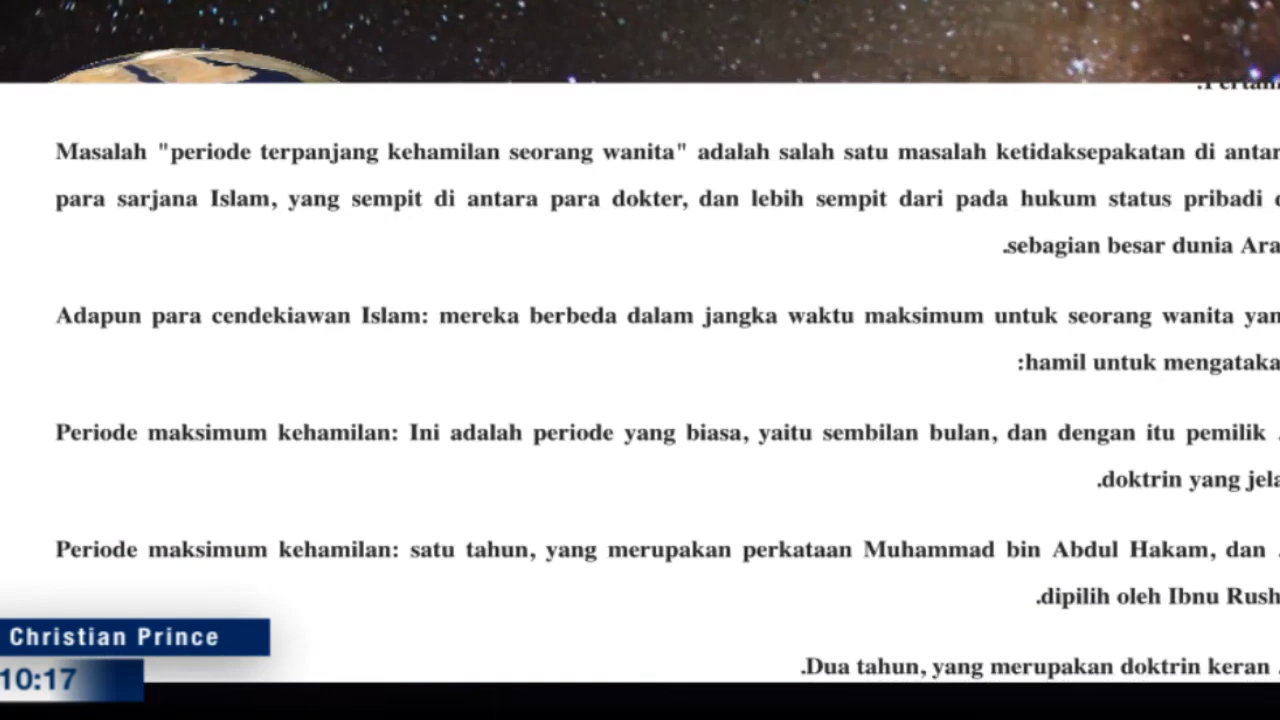 Masalah "periode terpanjang kehamilan seorang wanita" adalah salah satu masalah ketidaksepakatan di antar
para sarjana Islam, yang sempit di antara para dokter, dan lebih sempit dari pada hukum status pribadi
.sebagian besar dunia Ara
Adapun para cendekiawan Islam: mereka berbeda dalam jangka waktu maksimum untuk seorang wanita yan
:hamil untuk mengataka
Periode maksimum kehamilan: Ini adalah periode yang biasa, yaitu sembilan bulan, dan dengan itu pemilik .
.doktrin yang jela
Periode maksimum kehamilan: satu tahun, yang merupakan perkataan Muhammad bin Abdul Hakam, dan .
.dipilih oleh Ibnu Rush
.Dua tahun, yang merupakan doktrin keran .
Christian Prince
10:17